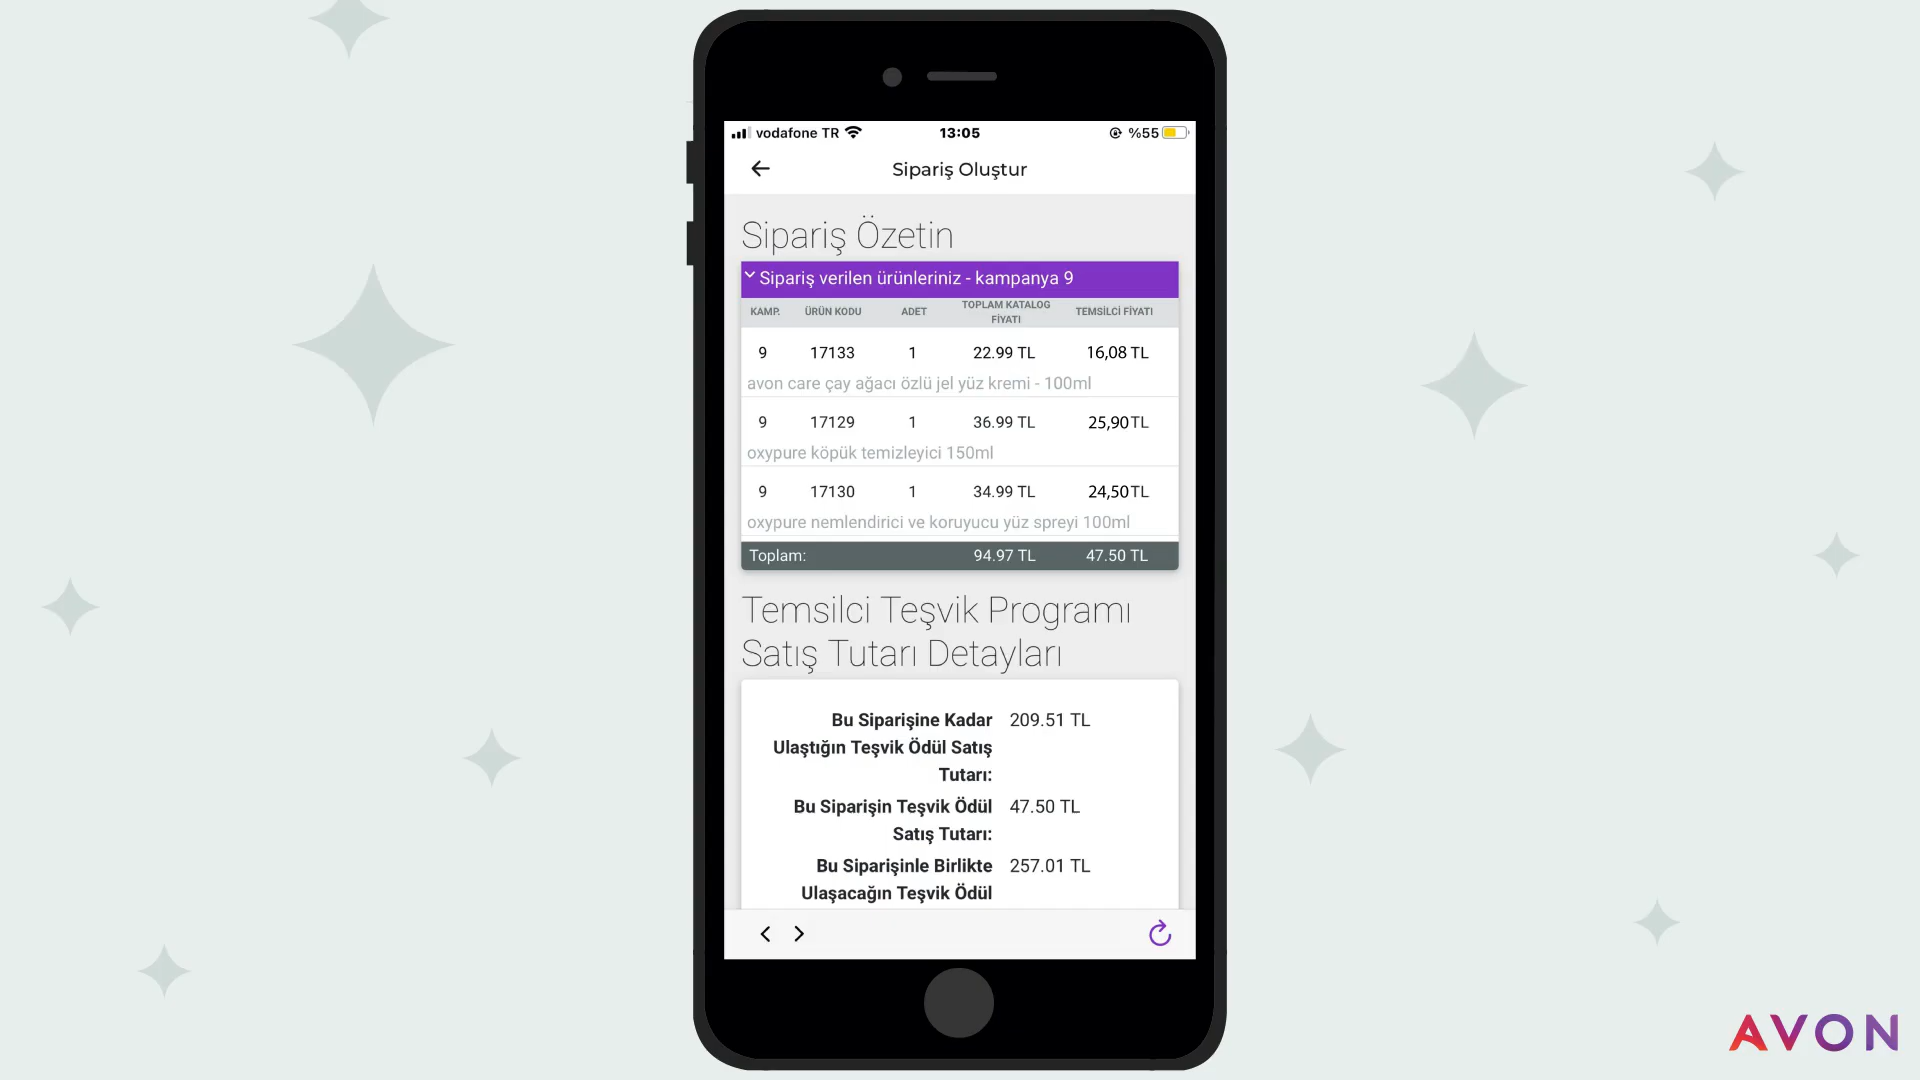 vodafone TR 13:05 %55
Sipariş Oluştur
Sipariş Özetin
Sipariş verilen ürünleriniz - kampanya 9
KAMP. ÜRÜN KODU ADET TOPLAM KATALOG FİYATI TEMSİLCİ FİYATI
9 17133 1 22.99 TL 16,08 TL
avon care çay ağacı özlü jel yüz kremi - 100ml
9 17129 1 36.99 TL 25,90TL
oxypure köpük temizleyici 150ml
9 17130 1 34.99 TL 24,50TL
oxypure nemlendirici ve koruyucu yüz spreyi 100ml
Toplam: 94.97 TL 47.50 TL
Temsilci Teşvik Programı
Satış Tutarı Detayları
Bu Siparişine Kadar 209.51 TL
Ulaştığın Teşvik Ödül Satış
Tutarı:
Bu Siparişin Teşvik Ödül 47.50 TL
Satış Tutarı:
Bu Siparişinle Birlikte 257.01 TL
Ulaşacağın Teşvik Ödül
AVON